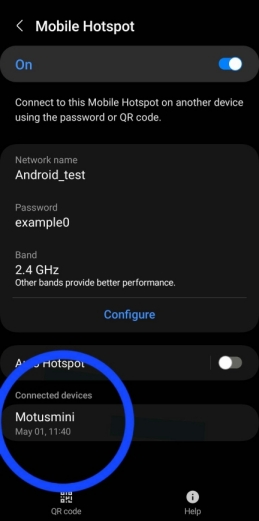 Mobile Hotspot
On
Connect to this Mobile Hotspot on another device
using the password or QR code.
Network name
Android_test
Password
example0
Band
2.4 GHz
Other bands provide better performance.
Configure
Auto Hotspot
Connected devices
Motusmini
May 01, 11:40
QR code
Help